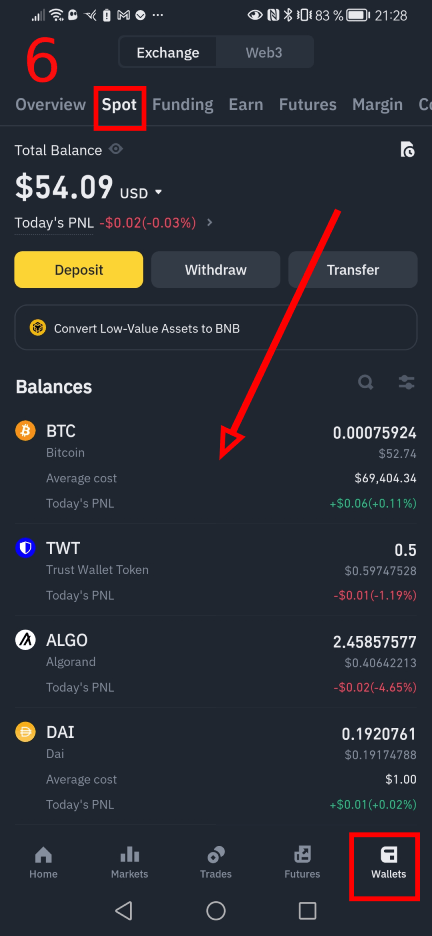 83 % 21:28
6
Exchange Web3
Overview Spot Funding Earn Futures Margin Co
Total Balance
$54.09 USD
Today's PNL -$0.02(-0.03%) >
Deposit Withdraw Transfer
Convert Low-Value Assets to BNB
Balances
BTC 0.00075924
Bitcoin $52.74
Average cost $69,404.34
Today's PNL +$0.06(+0.11%)
TWT 0.5
Trust Wallet Token $0.59747528
Today's PNL -$0.01(-1.19%)
ALGO 2.45857577
Algorand $0.40642213
Today's PNL -$0.02(-4.65%)
DAI 0.1920761
Dai $0.19174788
Average cost $1.00
Today's PNL +$0.01(+0.02%)
Home Markets Trades Futures Wallets